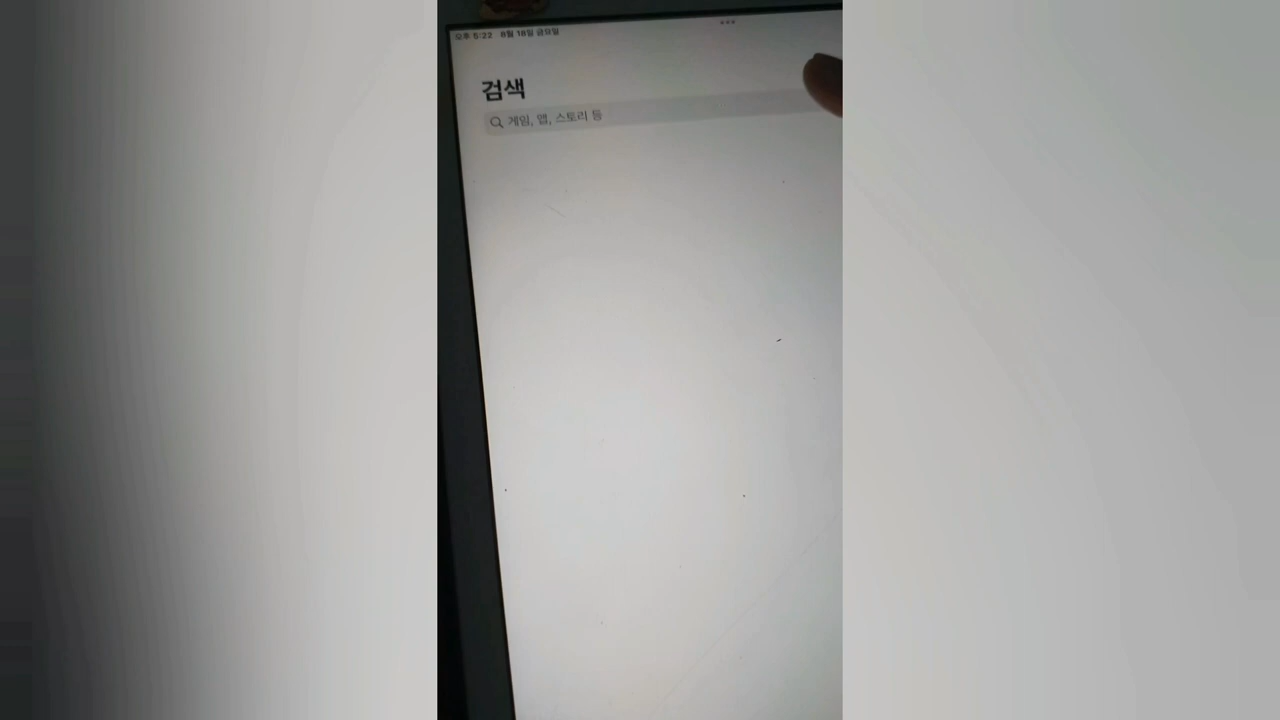 오후 5:22 8월 18일 금요일
검색
게임, 앱, 스토리 등